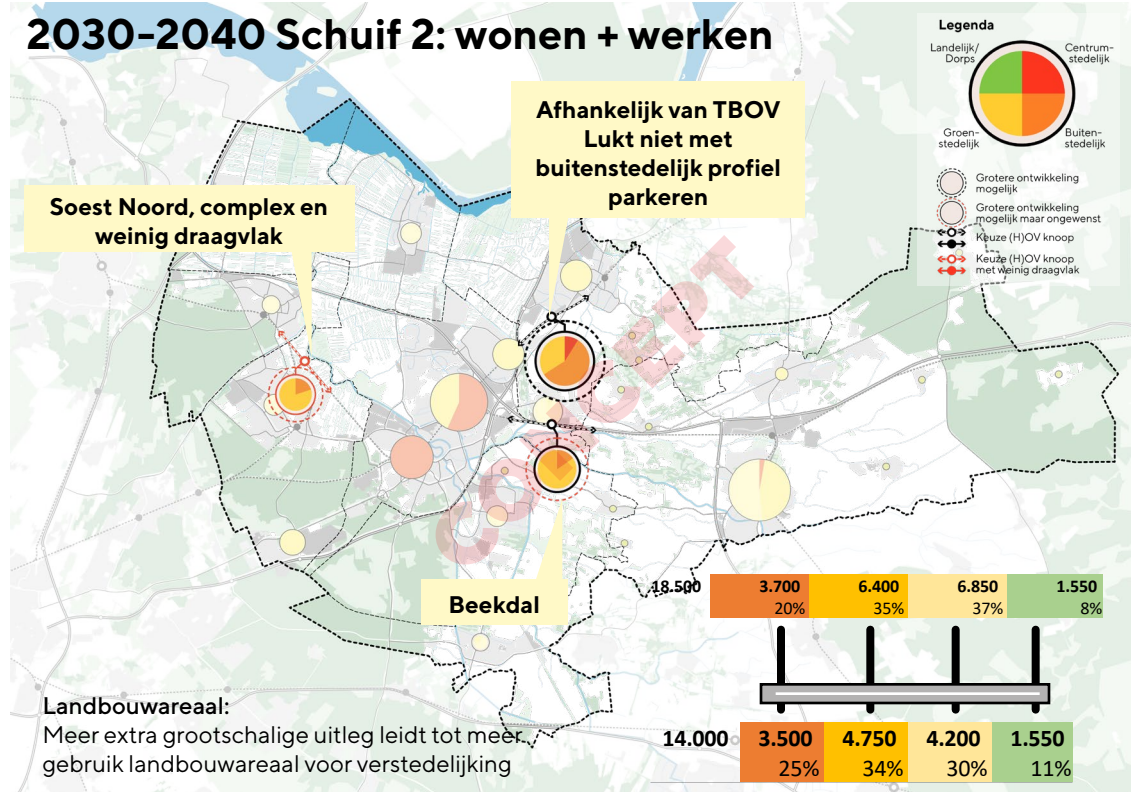 2030-2040 Schuif 2: wonen + werken
Legenda
Landelijk/
Dorps
Centrum-
stedelijk
Groen-
stedelijk
Buiten-
stedelijk
Grotere ontwikkeling
mogelijk
Grotere ontwikkeling
mogelijk maar ongewenst
Keuze (H)OV knoop
Keuze (H)OV knoop
met weinig draagvlak
Afhankelijk van TBOV
Lukt niet met
buitenstedelijk profiel
parkeren
Soest Noord, complex en
weinig draagvlak
CONCEPT
Beekdal
18.500 3.700 6.400 6.850 1.550
20% 35% 37% 8%
14.000 3.500 4.750 4.200 1.550
25% 34% 30% 11%
Landbouwareaal:
Meer extra grootschalige uitleg leidt tot meer
gebruik landbouwareaal voor verstedelijking